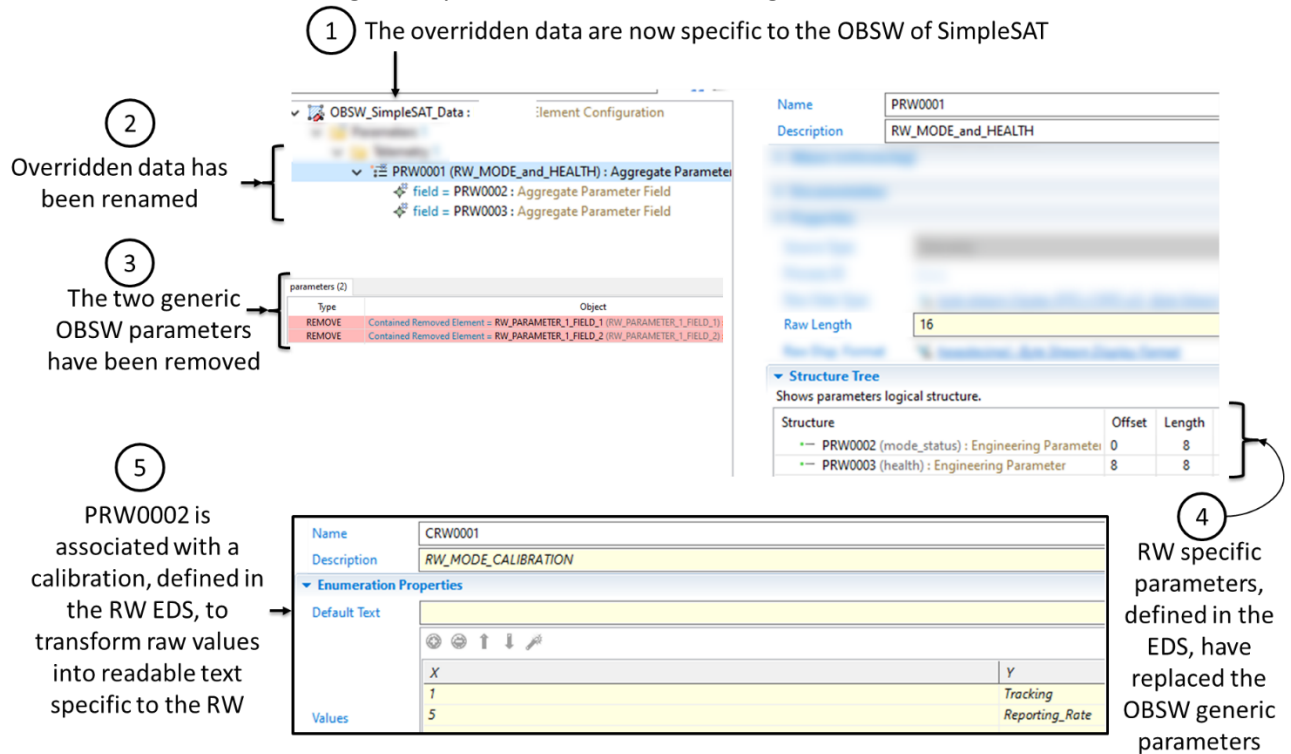 1
The overridden data are now specific to the OBSW of SimpleSAT
2
Overridden data has
been renamed
OBSW_SimpleSAT_Data :
Element Configuration
PRW0001 (RW_MODE_and_HEALTH) : Aggregate Paramete
field = PRW0002 : Aggregate Parameter Field
field = PRW0003 : Aggregate Parameter Field
Name PRW0001
Description RW_MODE_and_HEALTH
3
The two generic
OBSW parameters
have been removed
parameters (2)
Type Object
REMOVE Contained Removed Element = RW_PARAMETER_1_FIELD_1 (RW_PARAMETER_1_FIELD_1)
REMOVE Contained Removed Element = RW_PARAMETER_1_FIELD_2 (RW_PARAMETER_1_FIELD_2)
Raw Length 16
Structure Tree
Shows parameters logical structure.
Structure Offset Length
PRW0002 (mode_status) : Engineering Parameter 0 8
PRW0003 (health) : Engineering Parameter 8 8
5
PRW0002 is
associated with a
calibration, defined in
the RW EDS, to
transform raw values
into readable text
specific to the RW
Name CRW0001
Description RW_MODE_CALIBRATION
Enumeration Properties
Default Text
X Y
1 Tracking
Values 5 Reporting_Rate
4
RW specific
parameters,
defined in the
EDS, have
replaced the
OBSW generic
parameters